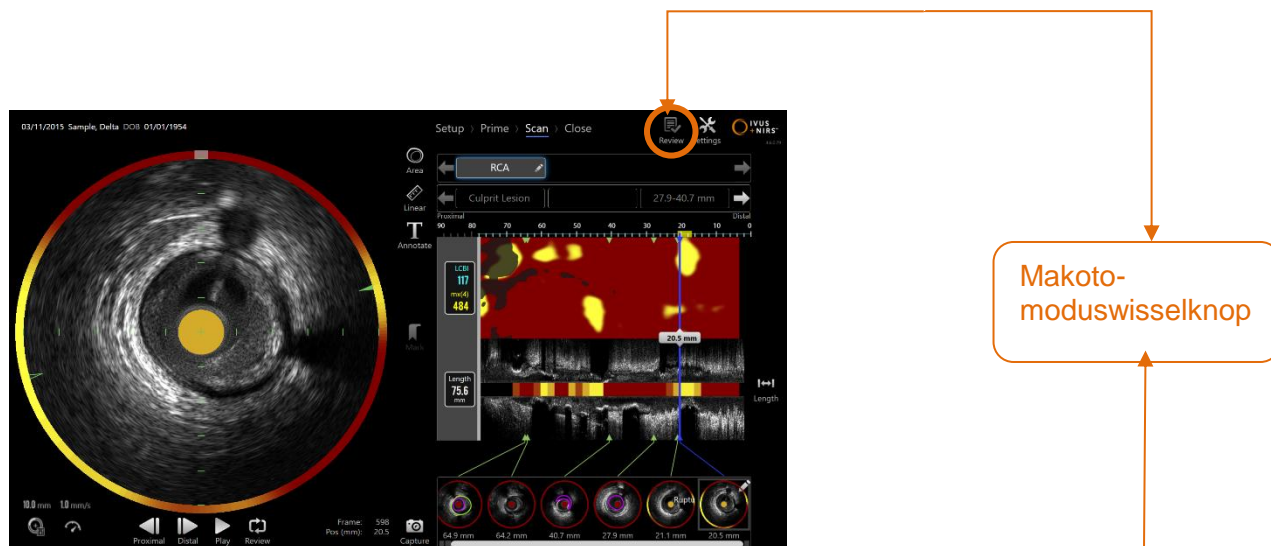 03/11/2015 Sample, Delta DOB 01/01/1954
Setup Prime Scan Close
Review
Settings
IVUS
+NIRS™
Area
RCA
Linear
Culprit Lesion
27.9-40.7 mm
Annotate
Proximal
Distal
90 80 70 60 50 40 30 20 10 0
LCBI
117
mx(4)
484
Mark
20.5 mm
Length
75.6
mm
Length
Ruptu
10.0 mm 1.0 mm/s
Proximal Distal Play Review
Frame: 598
Pos (mm): 20.5
Capture
64.9 mm 64.2 mm 40.7 mm 27.9 mm 21.1 mm 20.5 mm
Makoto-
moduswisselknop